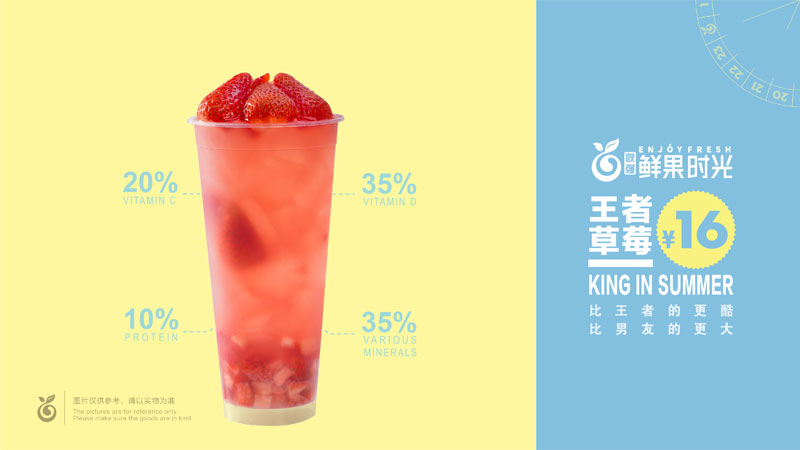 20%
VITAMIN C
35%
VITAMIN D
10%
PROTEIN
35%
VARIOUS
MINERALS
图片仅供参考，请以实物为准
The pictures are for reference only.
Please make sure the goods are in kind
23
22
21
20
ENJOY FRESH
鲜果时光
王者
草莓
¥16
KING IN SUMMER
比王者的更酷
比男友的更大